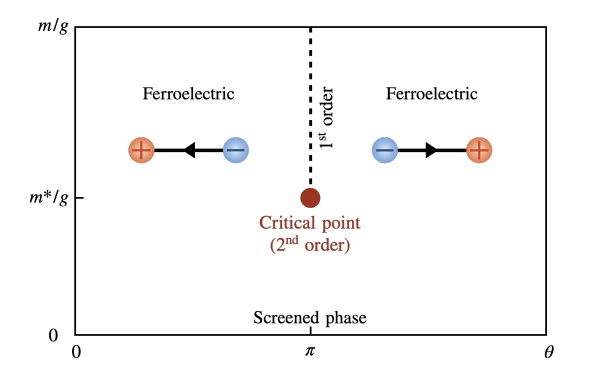 m/g
Ferroelectric
Ferroelectric
1st order
+
−
−
+
m*/g
Critical point
(2nd order)
Screened phase
0
0
π
θ